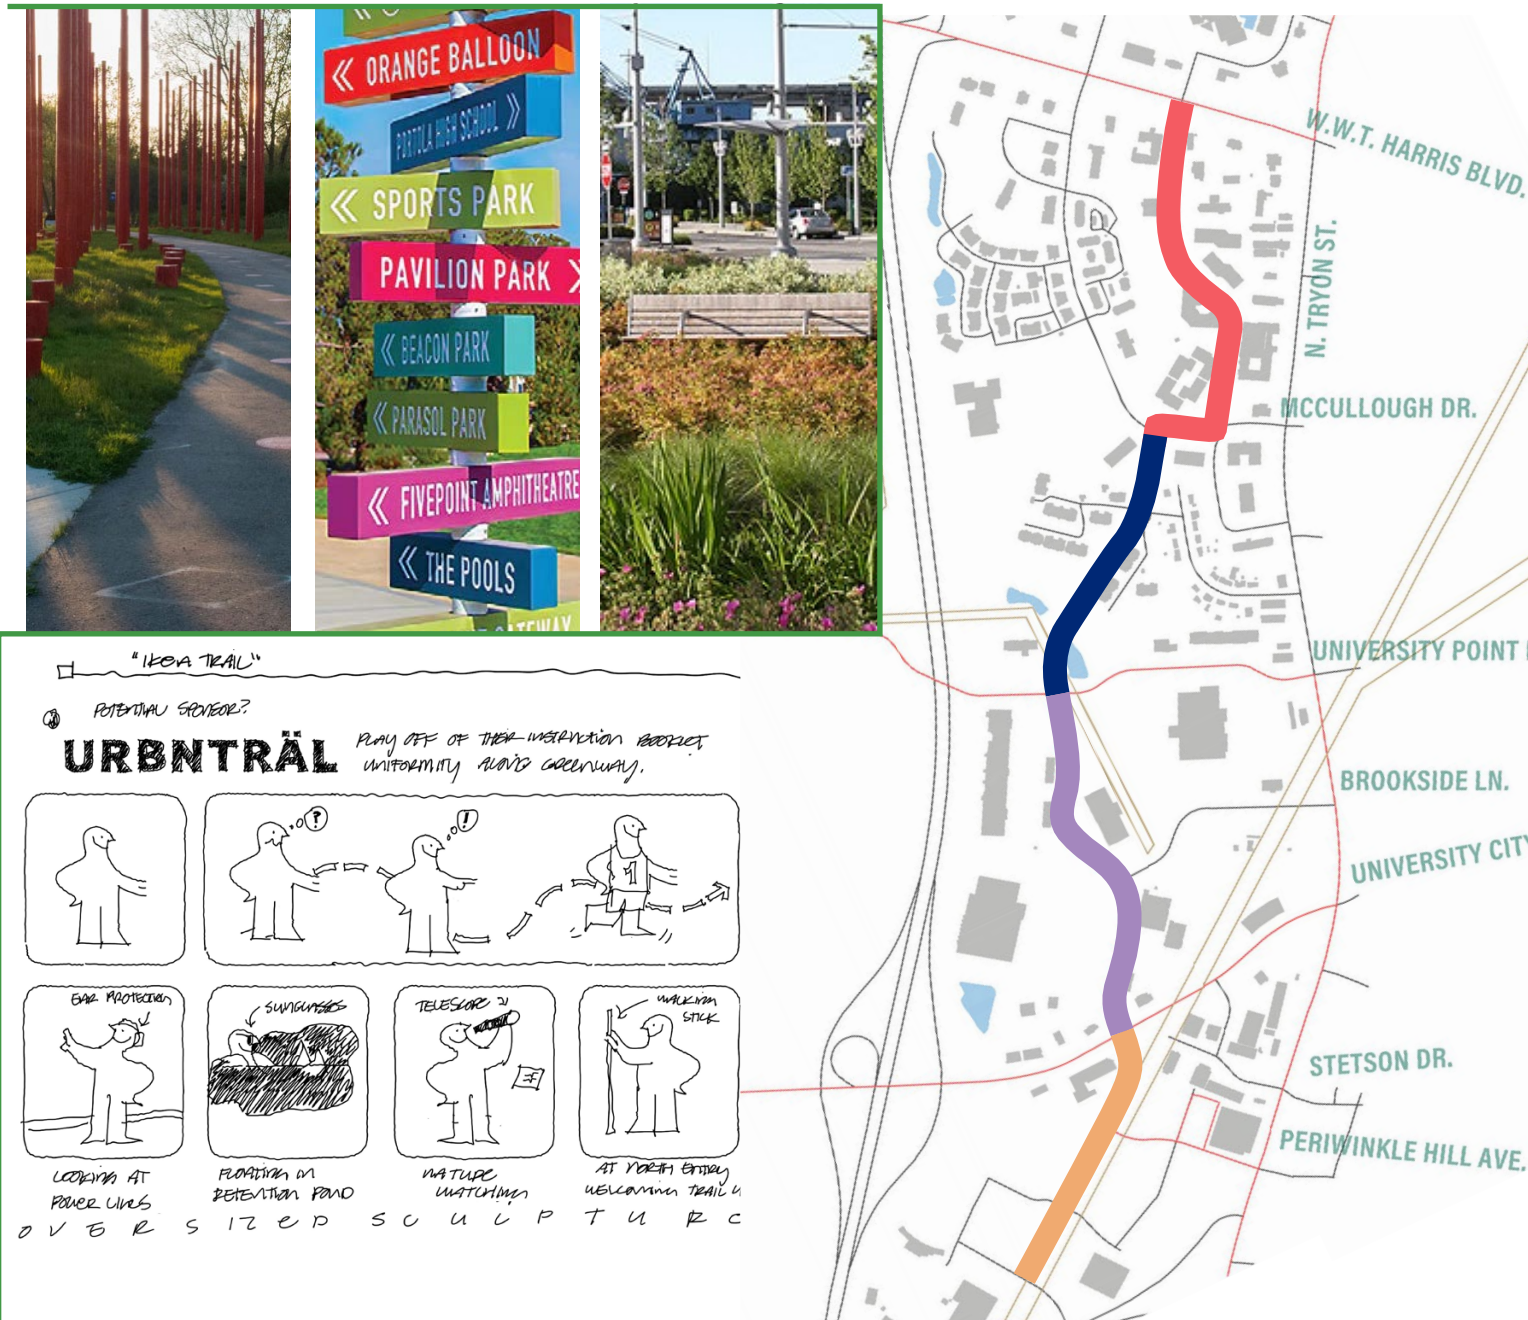 ORANGE BALLOON
PORTOLA HIGH SCHOOL
SPORTS PARK
PAVILION PARK
BEACON PARK
PARASOL PARK
FIVEPOINT AMPHITHEATRE
THE POOLS
GATEWAY
"IKEA TRAIL"
POTENTIAL SPONSOR?
URBNTRÄL
PLAY OFF OF THEIR INSTRUCTION BOOKLET
UNIFORMITY ALONG GREENWAY.
?
!
1
EAR PROTECTION
SUNGLASSES
TELESCOPE
WALKING
STICK
LOOKING AT
POWER LINES
FLOATING IN
RETENTION POND
NATURE
WATCHING
AT NORTH ENTRY
WELCOMING TRAIL
OVERSIZED SCULPTURE
W.W.T. HARRIS BLVD.
N. TRYON ST.
MCCULLOUGH DR.
UNIVERSITY POINT
BROOKSIDE LN.
UNIVERSITY CITY
STETSON DR.
PERIWINKLE HILL AVE.